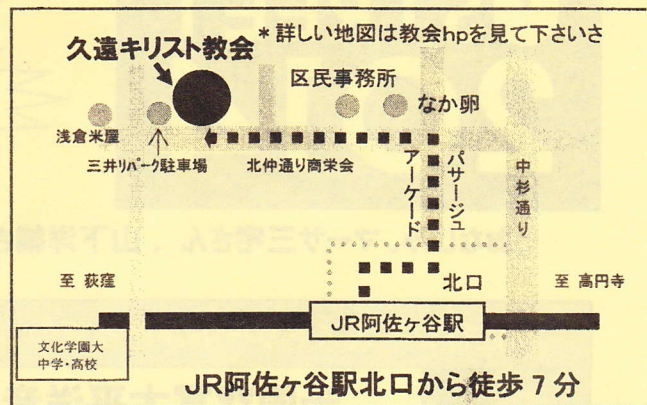 *詳しい地図は教会hpを見て下さいさ
久遠キリスト教会
区民事務所
なか卵
浅倉米屋
三井リパーク駐車場
北仲通り商栄会
パサージュ
アーケード
中杉通り
至 荻窪
北口
至 高円寺
JR阿佐ヶ谷駅
文化学園大
中学・高校
JR阿佐ヶ谷駅北口から徒歩7分